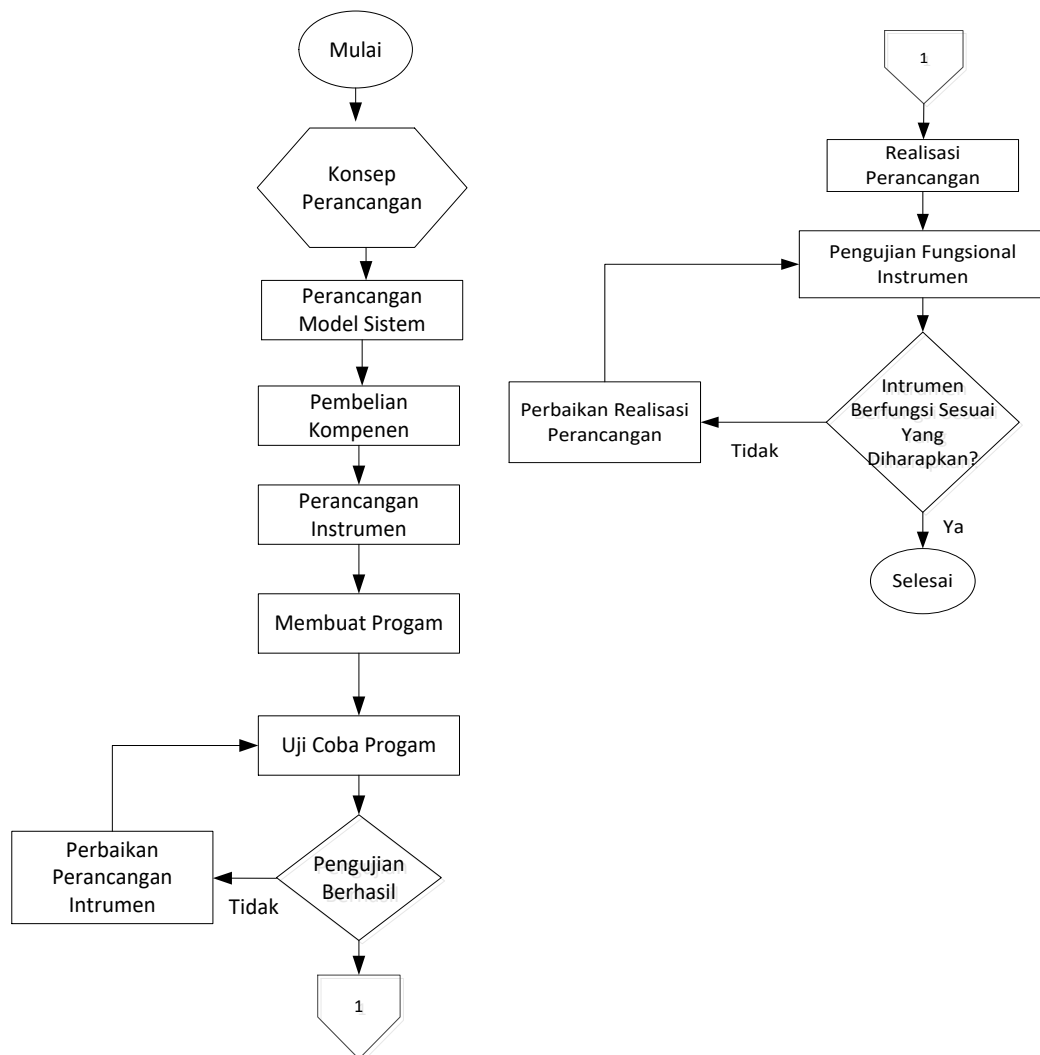 Mulai
Konsep
Perancangan
Perancangan
Model Sistem
Pembelian
Kompenen
Perancangan
Instrumen
Membuat Progam
Uji Coba Progam
Pengujian
Berhasil
Tidak
Perbaikan
Perancangan
Intrumen
1
1
Realisasi
Perancangan
Pengujian Fungsional
Instrumen
Intrumen
Berfungsi Sesuai
Yang
Diharapkan?
Tidak
Perbaikan Realisasi
Perancangan
Ya
Selesai